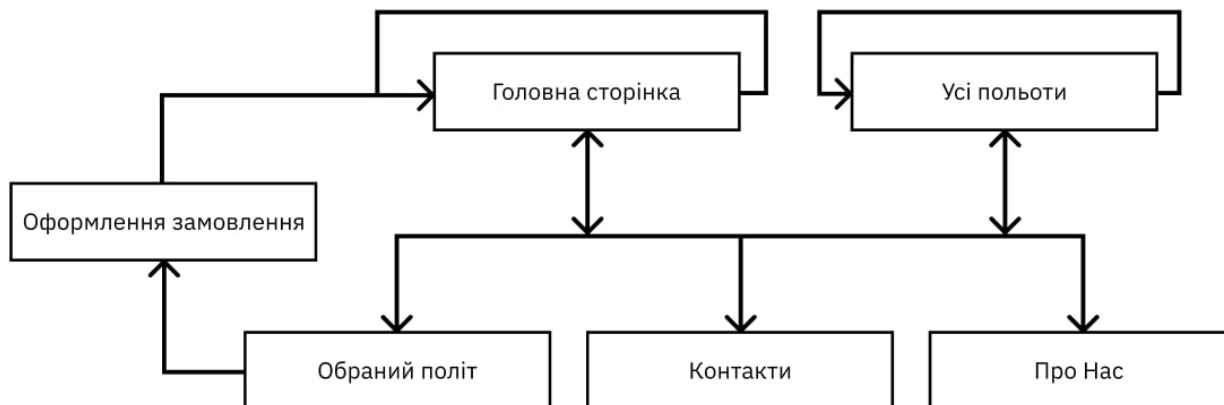 Головна сторінка
Усі польоти
Оформлення замовлення
Обраний політ
Контакти
Про Нас